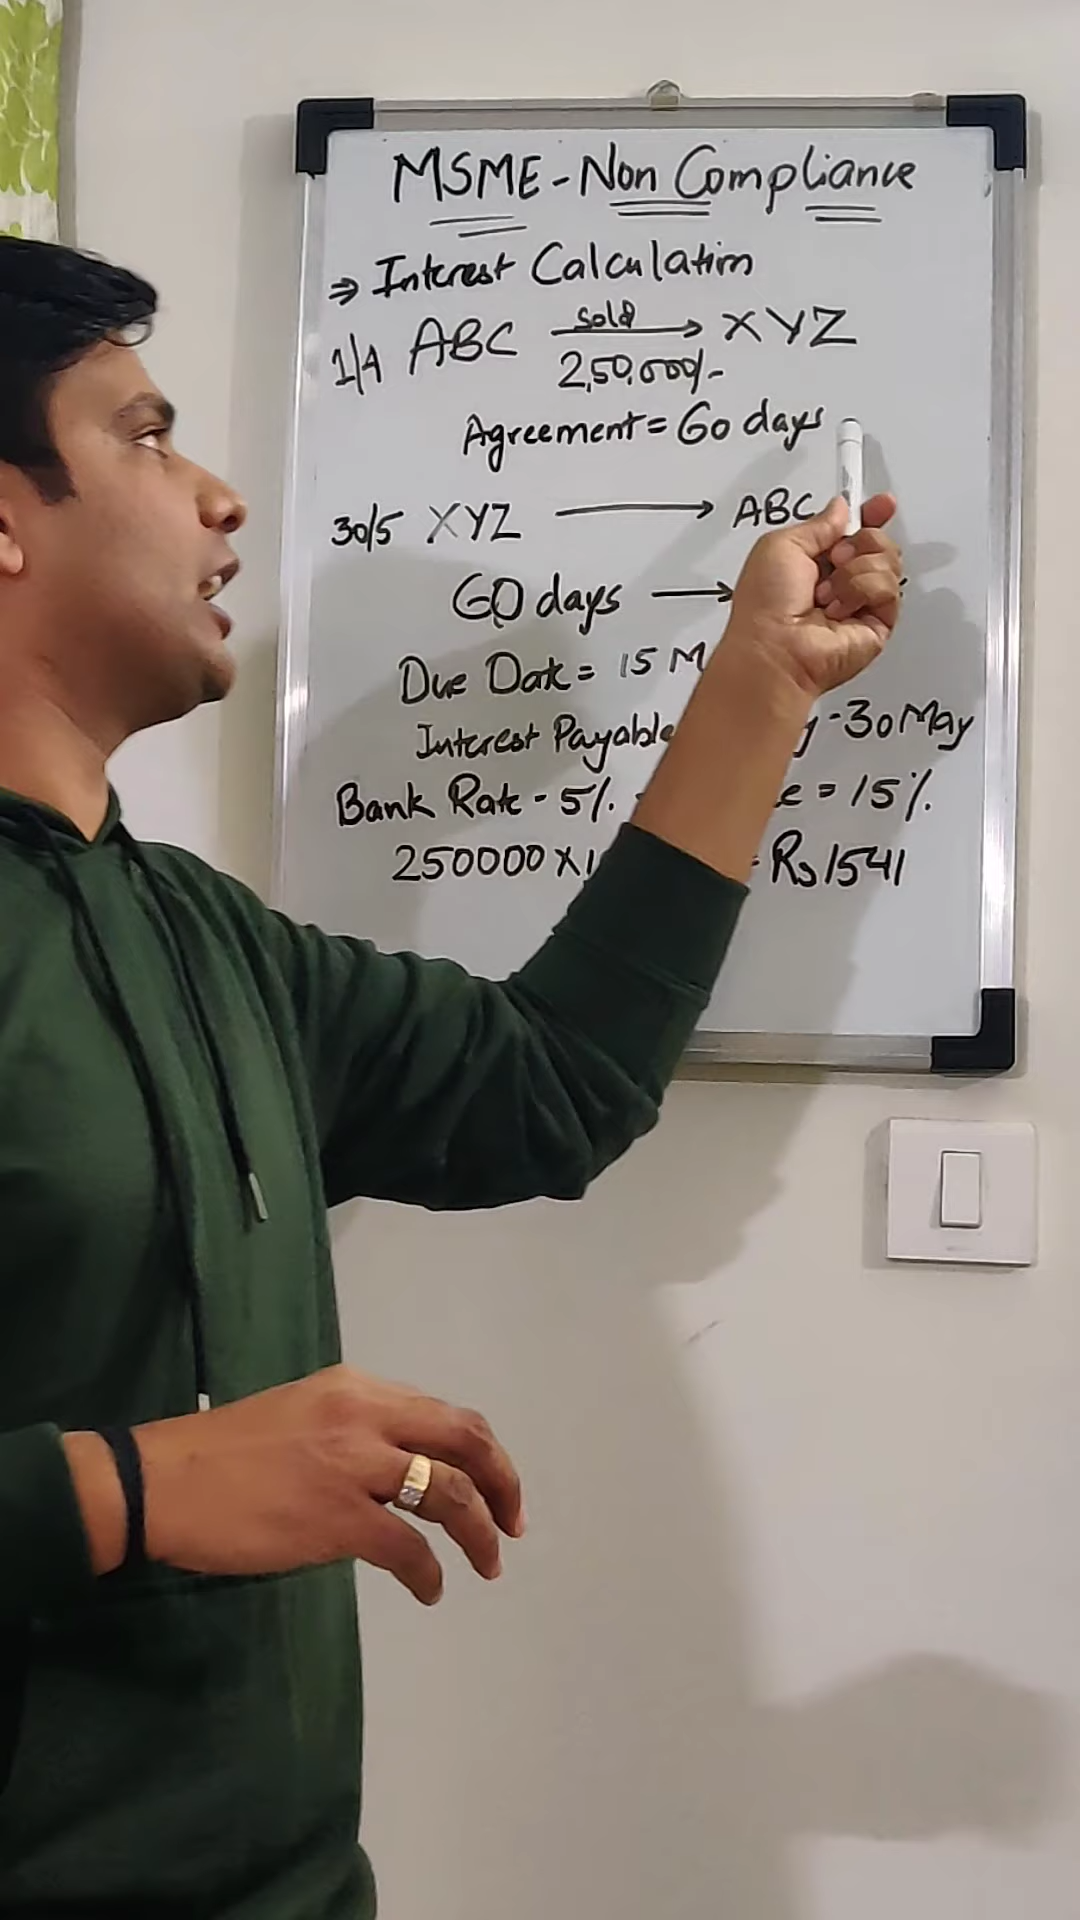 MSME - Non Compliance
⇒ Interest Calculation
1/4 ABC sold → XYZ
2,50,000/-
Agreement = 60 days
30/5 XYZ → ABC
60 days →
Due Date = 15
Interest Payable - 30 May
Bank Rate - 5% = 15%
250000 X = Rs 1541